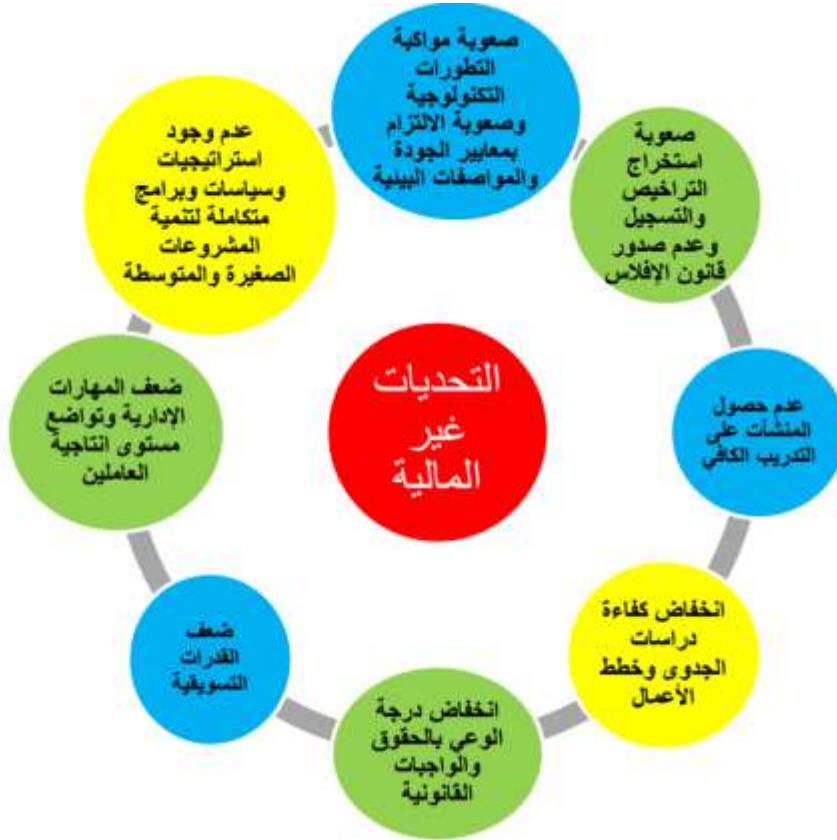 صعوبة مواكبة
التطورات
التكنولوجية
وصعوبة الالتزام
بمعايير الجودة
والمواصفات البيئية
صعوبة
استخراج
التراخيص
والتسجيل
وعدم صدور
قانون الإفلاس
عدم حصول
المنشآت على
التدريب الكافي
انخفاض كفاءة
دراسات
الجدوى وخطط
الأعمال
انخفاض درجة
الوعي بالحقوق
والواجبات
القانونية
ضعف
القدرات
التسويقية
ضعف المهارات
الإدارية وتواضع
مستوى انتاجية
العاملين
عدم وجود
استراتيجيات
وسياسات وبرامج
متكاملة لتنمية
المشروعات
الصغيرة والمتوسطة
التحديات
غير
المالية